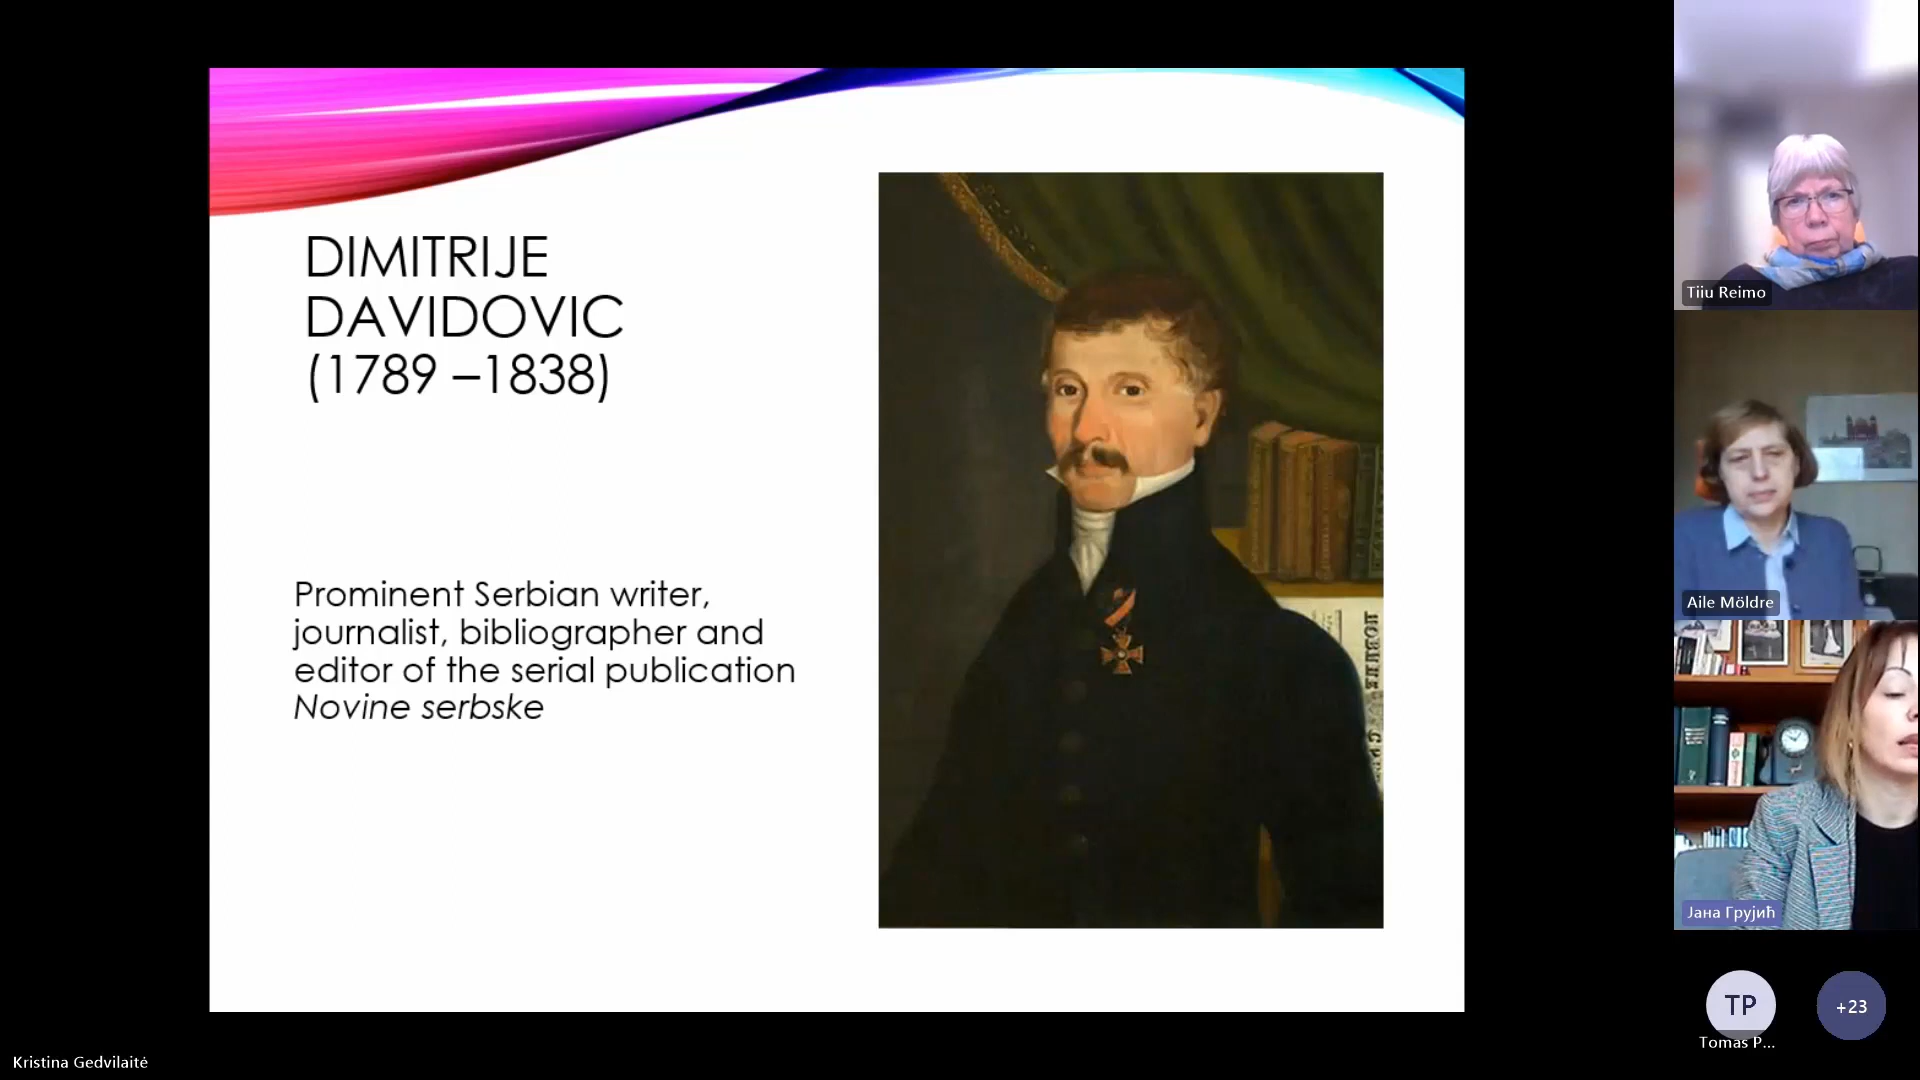 DIMITRIJE
DAVIDOVIC
(1789 –1838)
Prominent Serbian writer,
journalist, bibliographer and
editor of the serial publication
Novine serbske
Tiiu Reimo
Aile Möldre
Јана Грујић
TP
+23
Tomas P...
Kristina Gedvilaitė